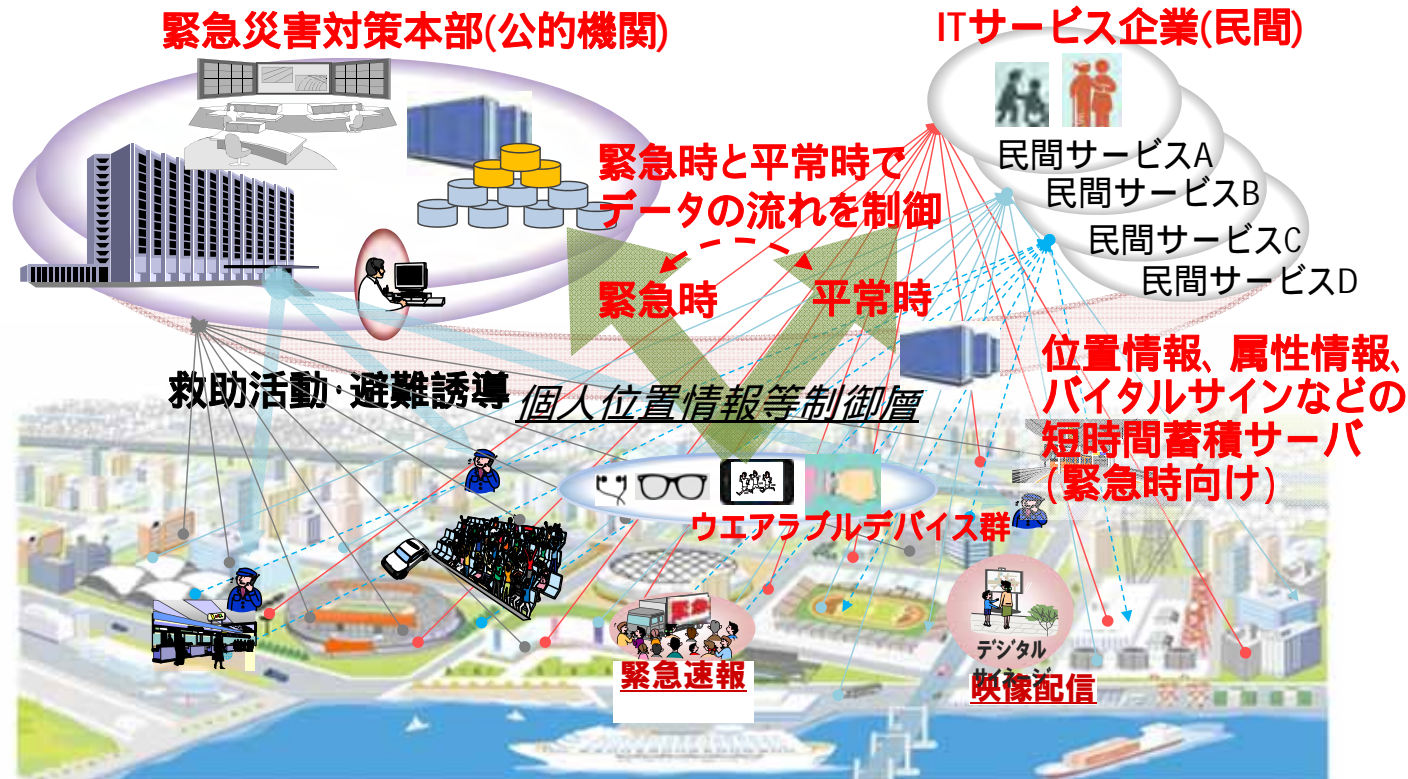 緊急災害対策本部(公的機関)
ITサービス企業(民間)
民間サービスA
民間サービスB
民間サービスC
民間サービスD
緊急時と平常時で
データの流れを制御
緊急時
平常時
位置情報、属性情報、
バイタルサインなどの
短時間蓄積サーバ
(緊急時向け)
救助活動・避難誘導
個人位置情報等制御層
ウエアラブルデバイス群
緊急
緊急速報
デジタル
サイネージ
映像配信